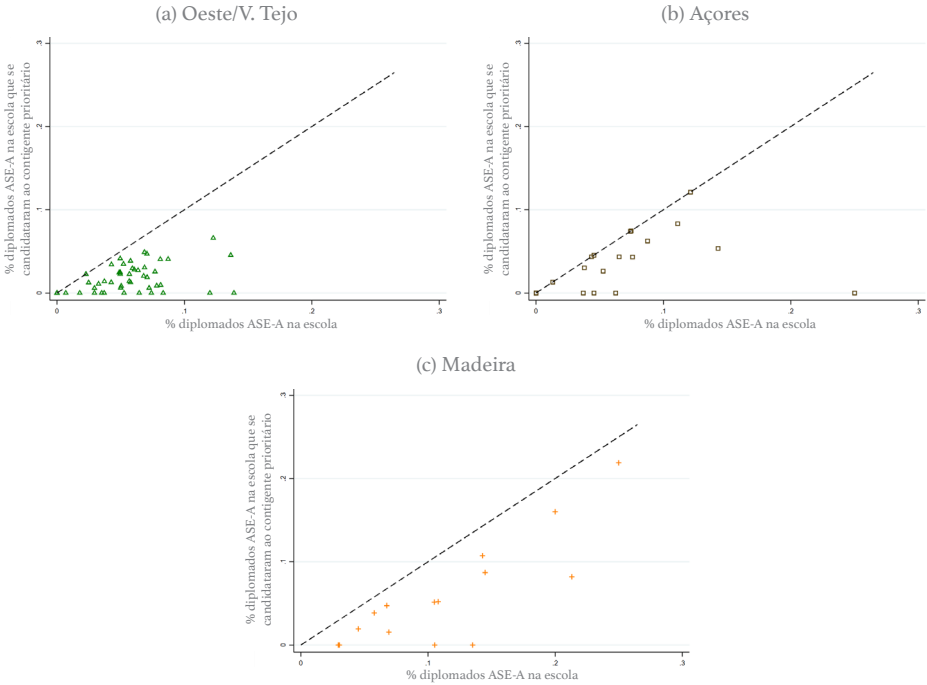 (a) Oeste/V. Tejo
% diplomados ASE-A na escola que se
candidataram ao contigente prioritário
.3
.2
.1
0
0
.1
.2
.3
% diplomados ASE-A na escola
(b) Açores
% diplomados ASE-A na escola que se
candidataram ao contigente prioritário
.3
.2
.1
0
0
.1
.2
.3
% diplomados ASE-A na escola
(c) Madeira
% diplomados ASE-A na escola que se
candidataram ao contigente prioritário
.3
.2
.1
0
0
.1
.2
.3
% diplomados ASE-A na escola